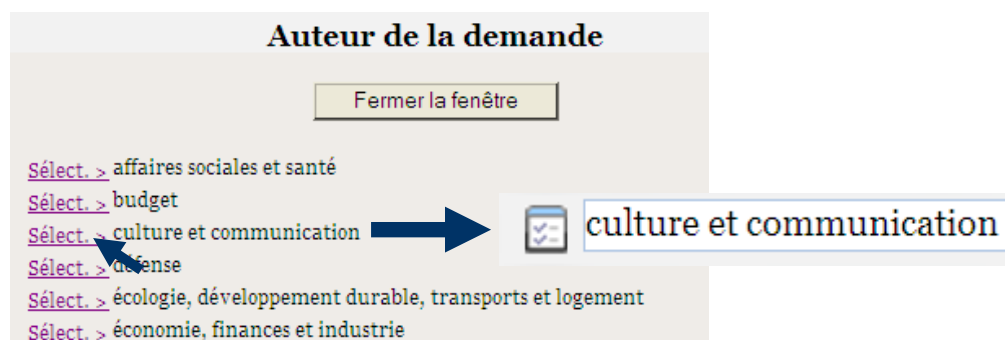 Auteur de la demande
Fermer la fenêtre
Sélect. > affaires sociales et santé
Sélect. > budget
Sélect. > culture et communication
culture et communication
Sélect. > défense
Sélect. > écologie, développement durable, transports et logement
Sélect. > économie, finances et industrie